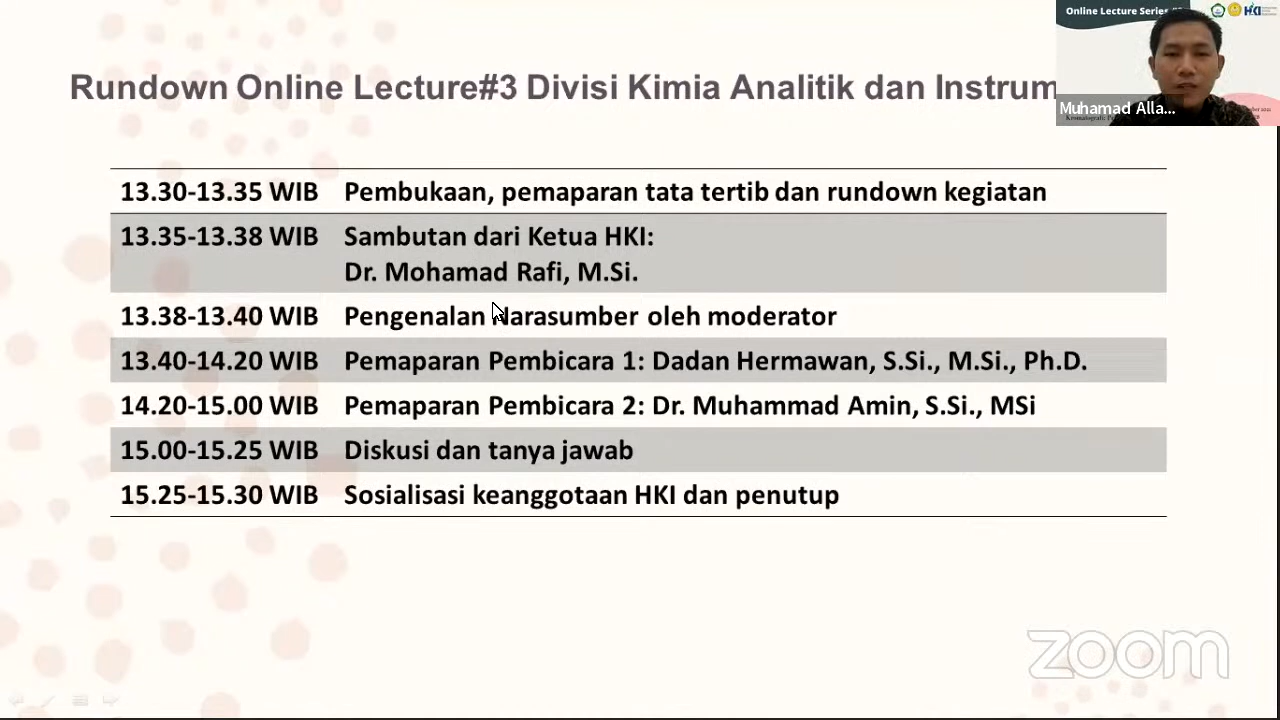 Online Lecture Series
HKI
Rundown Online Lecture#3 Divisi Kimia Analitik dan Instrum
Muhamad Alla...
13.30-13.35 WIB Pembukaan, pemaparan tata tertib dan rundown kegiatan
13.35-13.38 WIB Sambutan dari Ketua HKI:
Dr. Mohamad Rafi, M.Si.
13.38-13.40 WIB Pengenalan Narasumber oleh moderator
13.40-14.20 WIB Pemaparan Pembicara 1: Dadan Hermawan, S.Si., M.Si., Ph.D.
14.20-15.00 WIB Pemaparan Pembicara 2: Dr. Muhammad Amin, S.Si., MSi
15.00-15.25 WIB Diskusi dan tanya jawab
15.25-15.30 WIB Sosialisasi keanggotaan HKI dan penutup
zoom